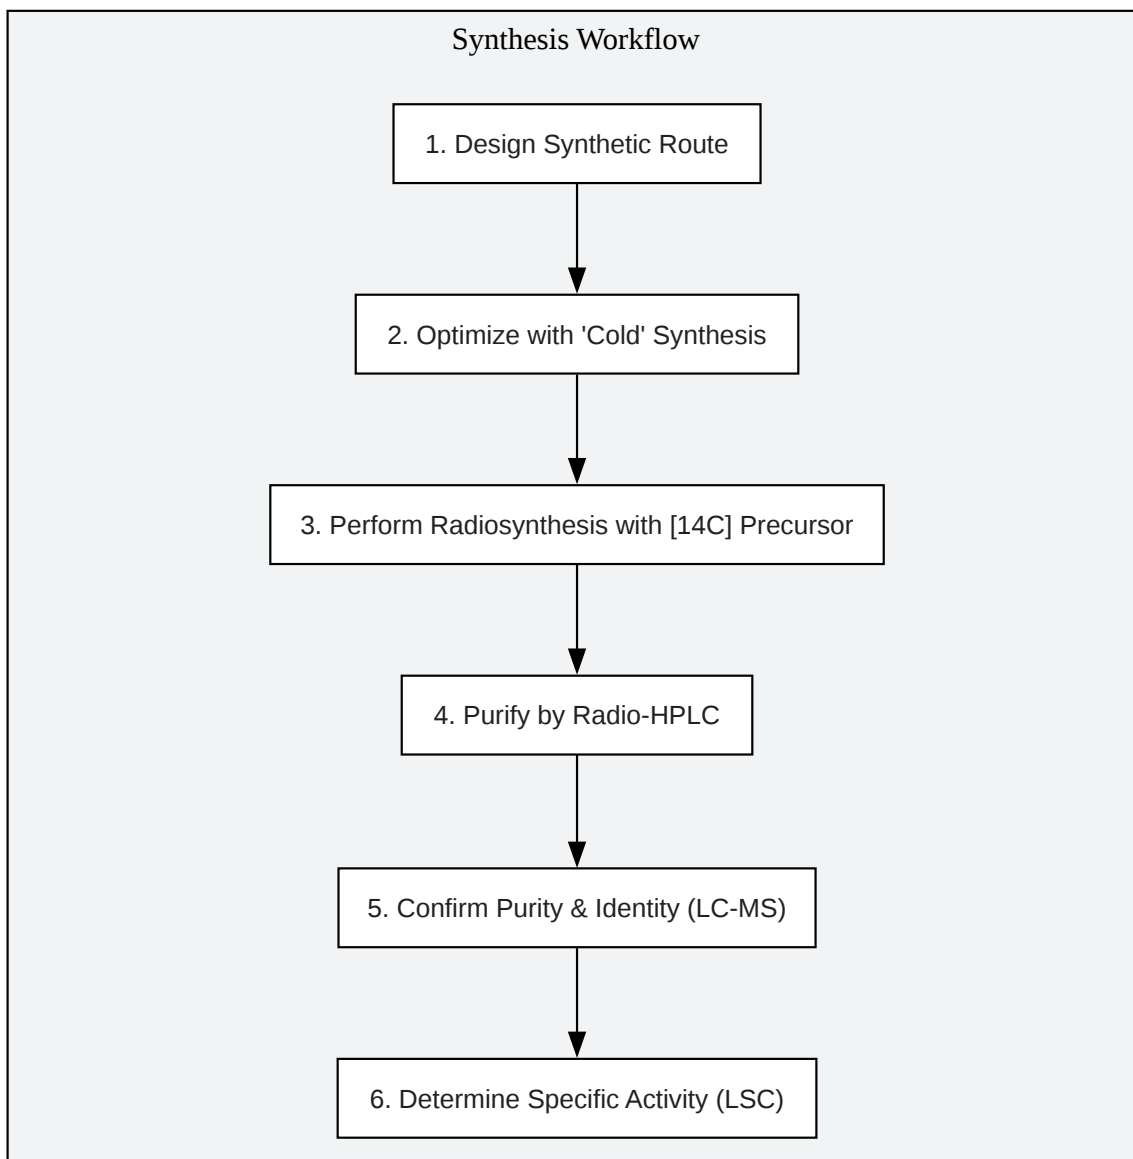 Synthesis Workflow
1. Design Synthetic Route
2. Optimize with 'Cold' Synthesis
3. Perform Radiosynthesis with [14C] Precursor
4. Purify by Radio-HPLC
5. Confirm Purity & Identity (LC-MS)
6. Determine Specific Activity (LSC)